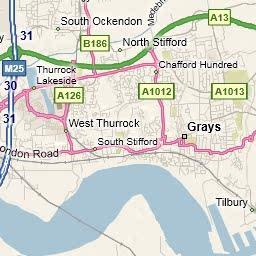 South Ockendon
A13
31
B186
North Stifford
M25
Thurrock
Lakeside
Chafford Hundred
30
A126
A1012
A1013
31
West Thurrock
Grays
South Stifford
ondon Road
Tilbury